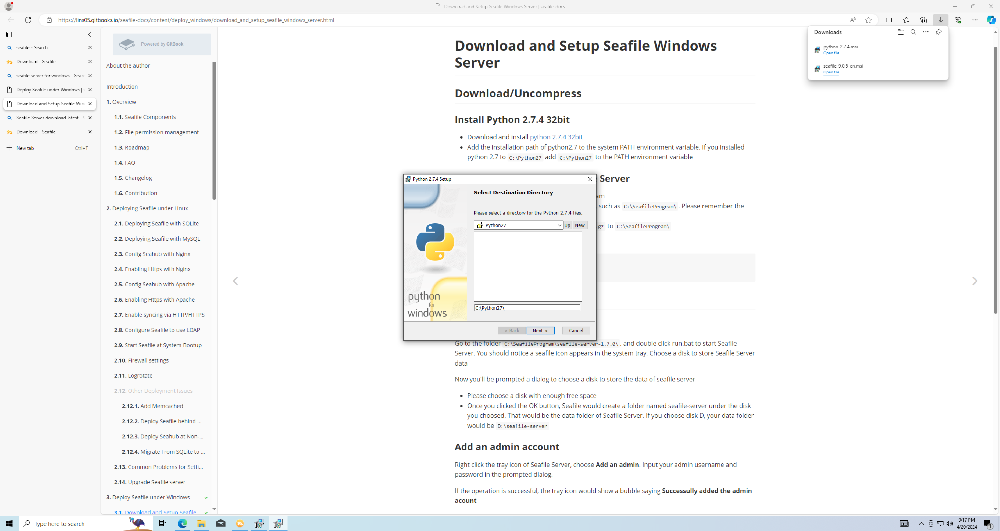 Download and Setup Seafile Windows Server | seafile-docs
https://lins05.gitbooks.io/seafile-docs/content/deploy_windows/download_and_setup_seafile_windows_server.html
seafile - Search
Download - Seafile
seafile server for windows - Sear
Deploy Seafile under Windows |
Download and Setup Seafile Win
Seafile Server download latest -
Download - Seafile
New tab
Ctrl+T
Powered by GitBook
About the author
Introduction
1. Overview
1.1. Seafile Components
1.2. File permission management
1.3. Roadmap
1.4. FAQ
1.5. Changelog
1.6. Contribution
2. Deploying Seafile under Linux
2.1. Deploying Seafile with SQLite
2.2. Deploying Seafile with MySQL
2.3. Config Seahub with Nginx
2.4. Enabling Https with Nginx
2.5. Config Seahub with Apache
2.6. Enabling Https with Apache
2.7. Enable syncing via HTTP/HTTPS
2.8. Configure Seafile to use LDAP
2.9. Start Seafile at System Bootup
2.10. Firewall settings
2.11. Logrotate
2.12. Other Deployment Issues
2.12.1. Add Memcached
2.12.2. Deploy Seafile behind ...
2.12.3. Deploy Seahub at Non-...
2.12.4. Migrate From SQLite to ...
2.13. Common Problems for Setti...
2.14. Upgrade Seafile server
3. Deploy Seafile under Windows
3.1. Download and Setup Seafile ...
Download and Setup Seafile Windows
Server
Download/Uncompress
Install Python 2.7.4 32bit
Download and install python 2.7.4 32bit
Add the installation path of python2.7 to the system PATH environment variable. If you installed
python 2.7 to C:\Python27 add C:\Python27 to the PATH environment variable
Server
am
such as C:\SeafileProgram\. Please remember the
.gz to C:\SeafileProgram\
Go to the folder C:\SeafileProgram\seafile-server-1.7.0\, and double click run.bat to start Seafile
Server. You should notice a seafile icon appears in the system tray. Choose a disk to store Seafile Server
data
Now you'll be prompted a dialog to choose a disk to store the data of seafile server
Please choose a disk with enough free space
Once you clicked the OK button, Seafile would create a folder named seafile-server under the disk
you choosed. That would be the data folder of Seafile Server. If you choose disk D, your data folder
would be D:\seafile-server
Add an admin account
Right click the tray icon of Seafile Server, choose Add an admin. Input your admin username and
password in the prompted dialog.
If the operation is successful, the tray icon would show a bubble saying Successully added the admin
acount
Downloads
python-2.7.4.msi
Open file
seafile-9.0.5-en.msi
Open file
Python 2.7.4 Setup
Select Destination Directory
Please select a directory for the Python 2.7.4 files.
Python27
Up
New
C:\Python27\
python
for
windows
< Back
Next >
Cancel
Type here to search
9:17 PM
4/20/2024
1